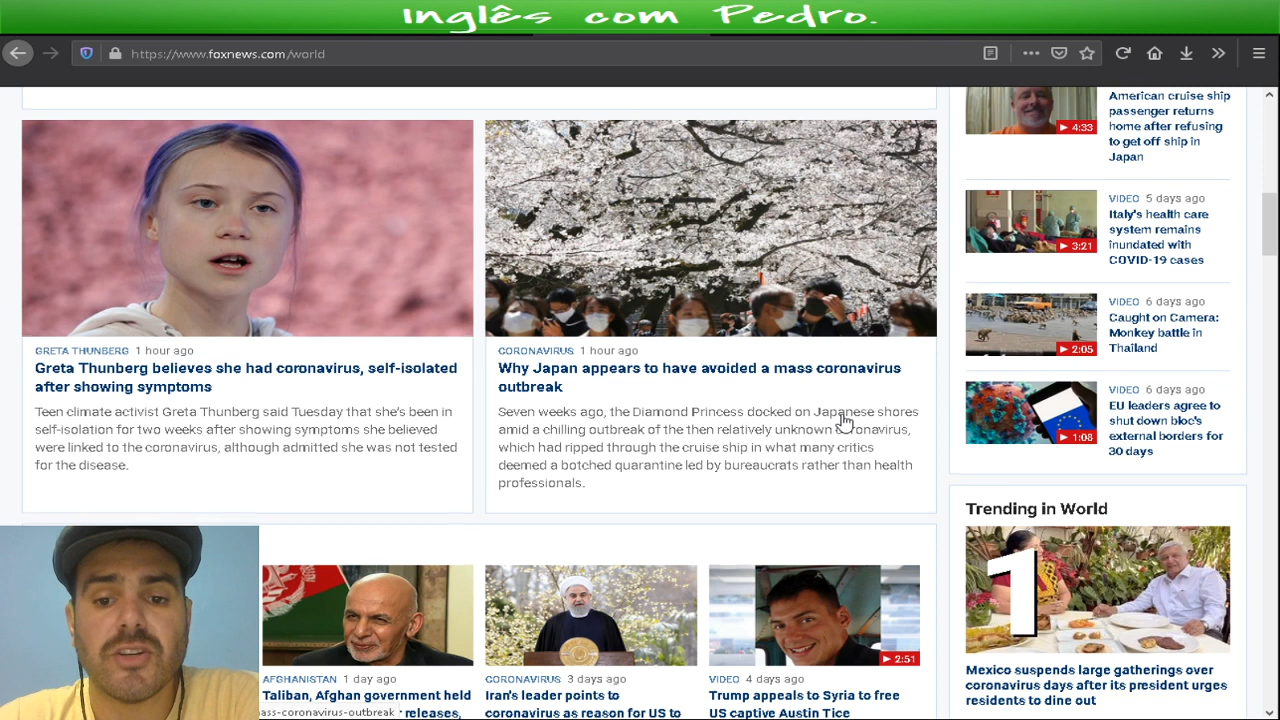 Inglês com Pedro.
https://www.foxnews.com/world
GRETA THUNBERG 1 hour ago
Greta Thunberg believes she had coronavirus, self-isolated
after showing symptoms
Teen climate activist Greta Thunberg said Tuesday that she's been in
self-isolation for two weeks after showing symptoms she believes
were linked to the coronavirus, although admitted she was not tested
for the disease.
CORONAVIRUS 1 hour ago
Why Japan appears to have avoided a mass coronavirus
outbreak
Seven weeks ago, the Diamond Princess docked on Japanese shores
amid a chilling outbreak of the then relatively unknown coronavirus,
which had ripped through the cruise ship in what many critics
deemed a botched quarantine led by bureaucrats rather than health
professionals.
AFGHANISTAN 1 day ago
Taliban, Afghan government held
releases,
ass-coronavirus-outbreak
CORONAVIRUS 3 days ago
Iran's leader points to
coronavirus as reason for US to
2:51
VIDEO 4 days ago
Trump appeals to Syria to free
US captive Austin Tice
4:33
American cruise ship
passenger returns
home after refusing
to get off ship in
Japan
3:21
VIDEO 5 days ago
Italy's health care
system remains
inundated with
COVID-19 cases
2:05
VIDEO 6 days ago
Caught on Camera:
Monkey battle in
Thailand
1:08
VIDEO 6 days ago
EU leaders agree to
shut down bloc's
external borders for
30 days
Trending in World
1
Mexico suspends large gatherings over
coronavirus days after its president urges
residents to dine out